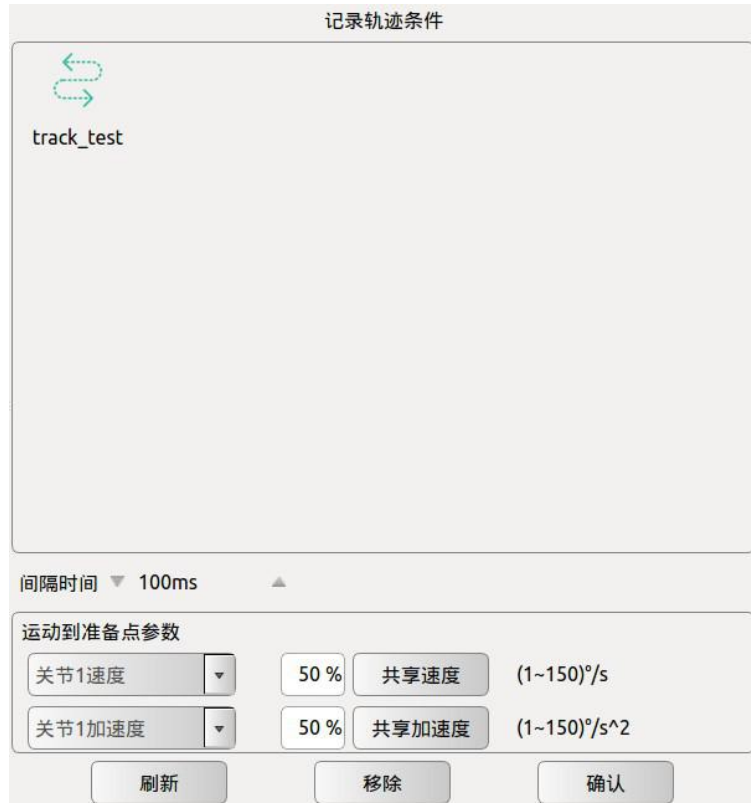 记录轨迹条件
track_test
间隔时间 100ms
运动到准备点参数
关节1速度 50 % 共享速度 (1~150)°/s
关节1加速度 50 % 共享加速度 (1~150)°/s^2
刷新 移除 确认